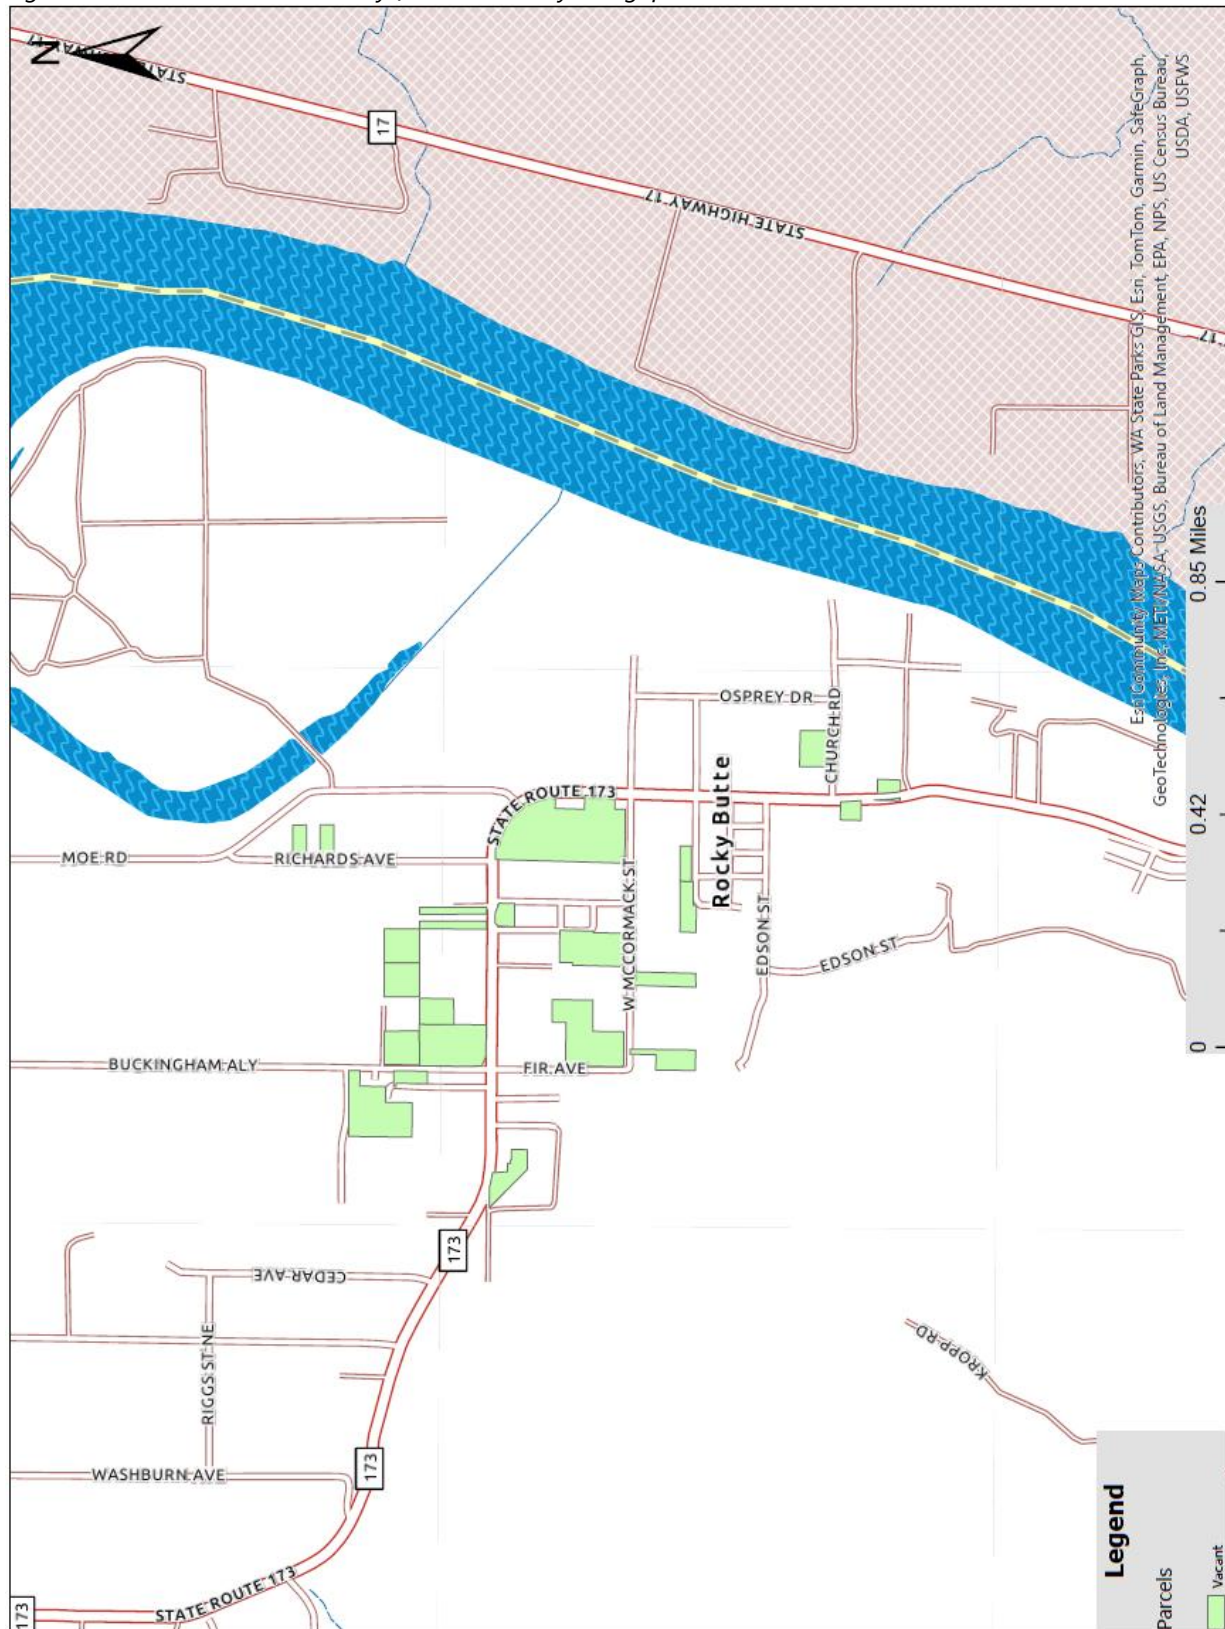 N
STATE HIGHWAY 17
17
STATE HIGHWAY 17
17
Esri Community Maps Contributors, WA State Parks GIS, Esri, TomTom, Garmin, SafeGraph,
GeoTechnologies, Inc, METI/NASA, USGS, Bureau of Land Management, EPA, NPS, US Census Bureau,
USDA, USFWS
MOE RD
RICHARDS AVE
STATE ROUTE 173
OSPREY DR
CHURCH RD
Rocky Butte
W MCCORMACK ST
EDSON ST
EDSON ST
BUCKINGHAM ALY
FIR AVE
173
CEDAR AVE
RIGGS ST NE
WASHBURN AVE
173
STATE ROUTE 173
173
KROPP RD
0
0.42
0.85 Miles
Legend
Parcels
Vacant